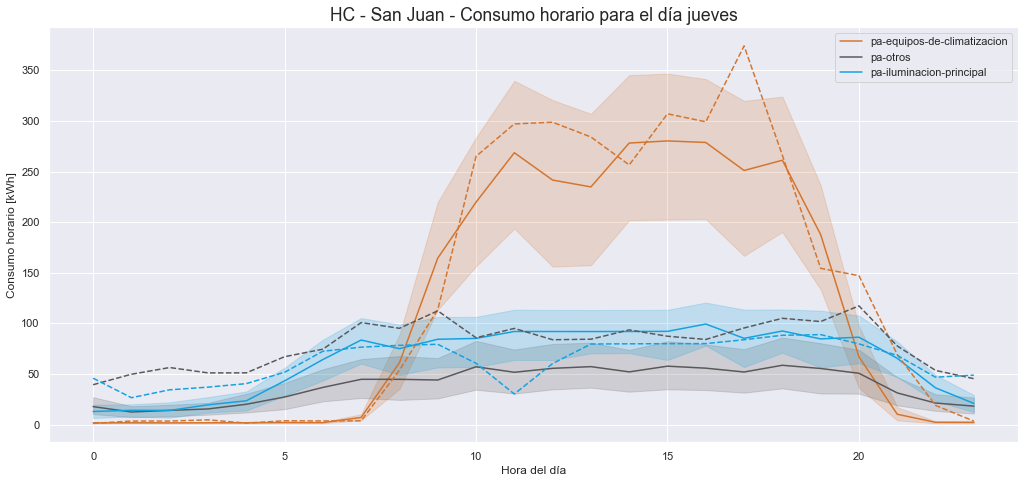 HC - San Juan - Consumo horario para el día jueves
pa-equipos-de-climatizacion
pa-otros
pa-iluminacion-principal
Consumo horario [kWh]
350
300
250
200
150
100
50
0
0
5
10
15
20
Hora del día